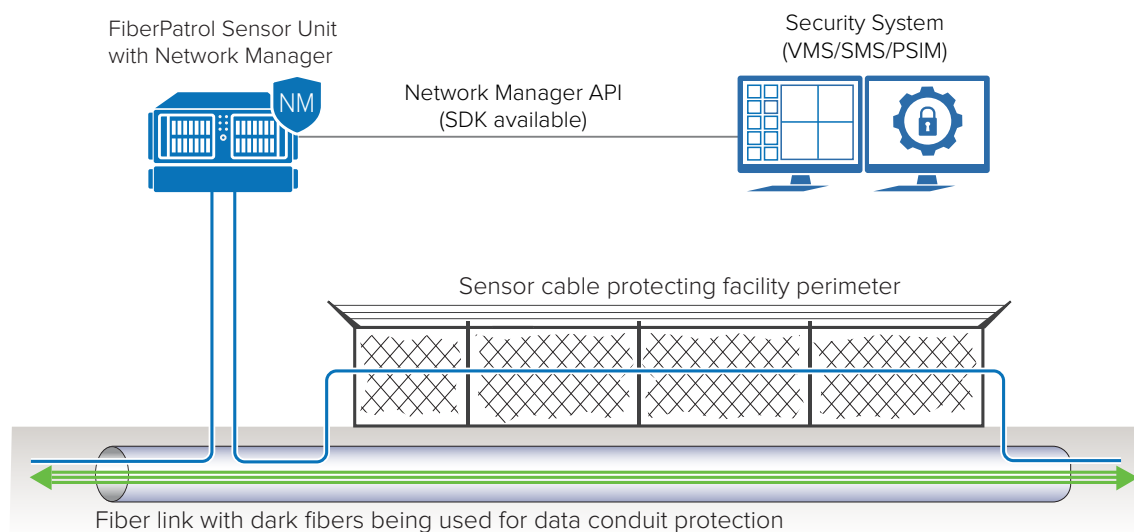 FiberPatrol Sensor Unit
with Network Manager
NM
Security System
(VMS/SMS/PSIM)
Network Manager API
(SDK available)
Sensor cable protecting facility perimeter
Fiber link with dark fibers being used for data conduit protection